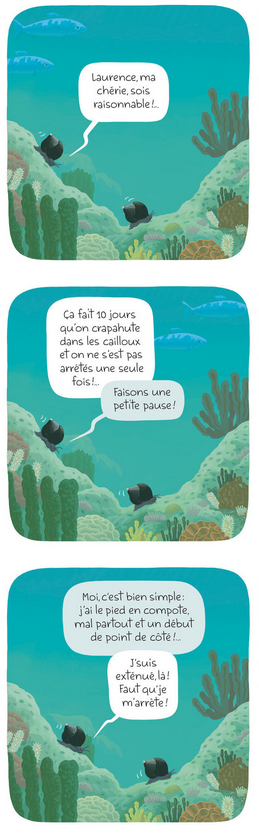 Laurence, ma
chérie, sois
raisonnable !..
Ça fait 10 jours
qu'on crapahute
dans les cailloux
et on ne s'est pas
arrêtés une seule
fois !..
Faisons une
petite pause !
Moi, c'est bien simple :
j'ai le pied en compote,
mal partout et un début
de point de côté !..
J'suis
exténué, là !
Faut qu'je
m'arrête !